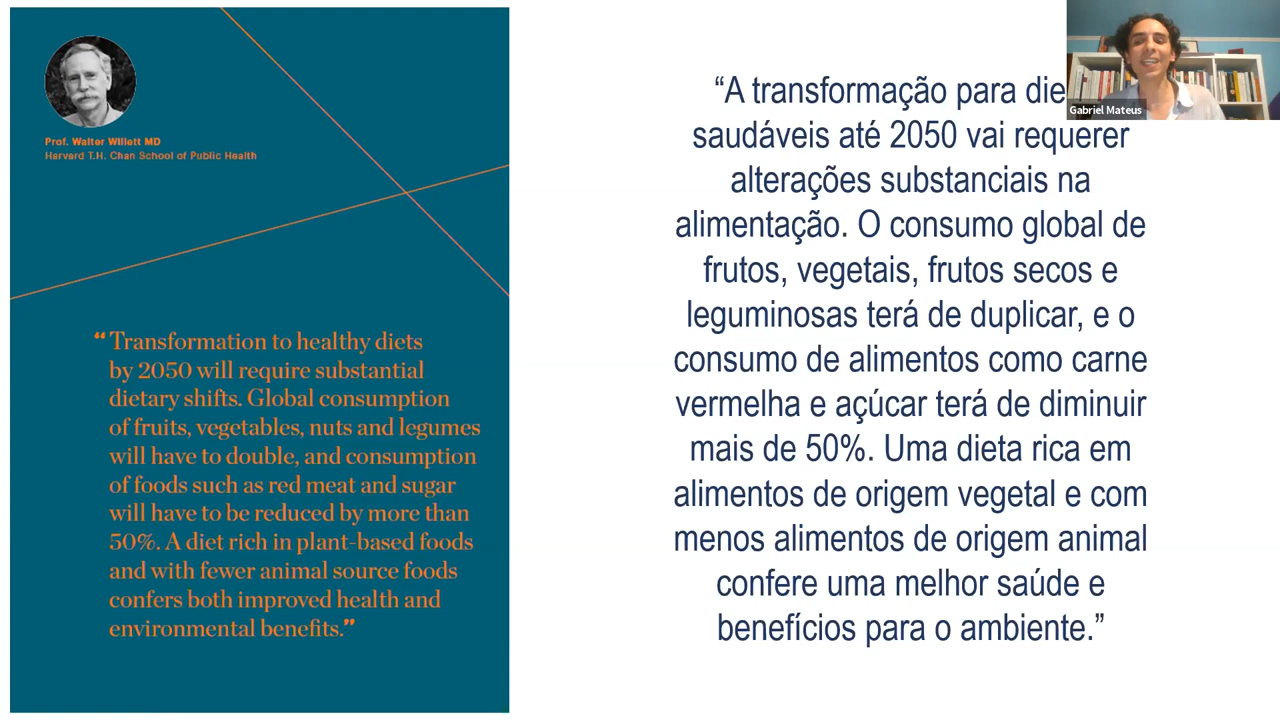 Prof. Walter Willett MD
Harvard T.H. Chan School of Public Health
“Transformation to healthy diets
by 2050 will require substantial
dietary shifts. Global consumption
of fruits, vegetables, nuts and legumes
will have to double, and consumption
of foods such as red meat and sugar
will have to be reduced by more than
50%. A diet rich in plant-based foods
and with fewer animal source foods
confers both improved health and
environmental benefits.”
“A transformação para
saudáveis até 2050 vai requerer
alterações substanciais na
alimentação. O consumo global de
frutos, vegetais, frutos secos e
leguminosas terá de duplicar, e o
consumo de alimentos como carne
vermelha e açúcar terá de diminuir
mais de 50%. Uma dieta rica em
alimentos de origem vegetal e com
menos alimentos de origem animal
confere uma melhor saúde e
benefícios para o ambiente.”
Gabriel Mateus